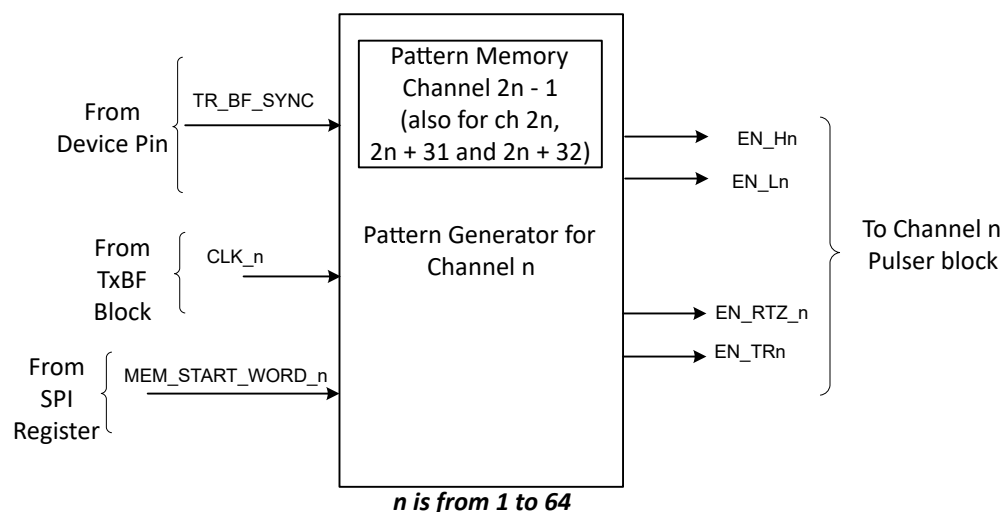 From
Device Pin
TR_BF_SYNC
From
TxBF
Block
CLK_n
From
SPI
Register
MEM_START_WORD_n
Pattern Memory
Channel 2n - 1
(also for ch 2n,
2n + 31 and 2n + 32)
Pattern Generator for
Channel n
EN_Hn
EN_Ln
EN_RTZ_n
EN_TRn
To Channel n
Pulser block
n is from 1 to 64